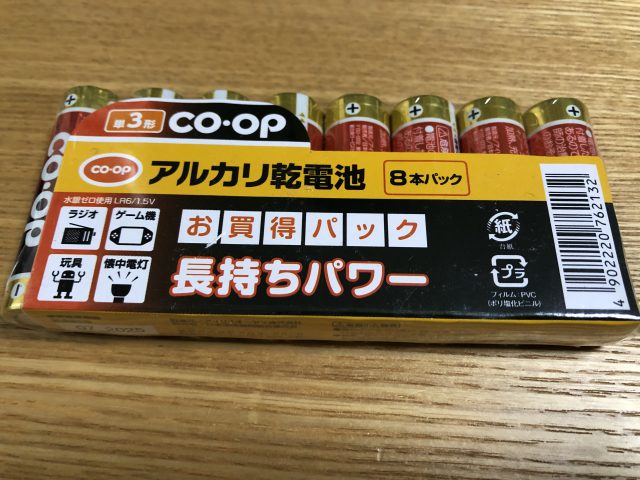 単3形 CO・OP
CO・OP アルカリ乾電池 8本パック
水銀ゼロ使用 LR6/1.5V
ラジオ ゲーム機
玩具 懐中電灯
お買得パック
長持ちパワー
紙
台紙
プラ
フィルム:PVC
(ポリ塩化ビニル)
4902220762132
07-2025